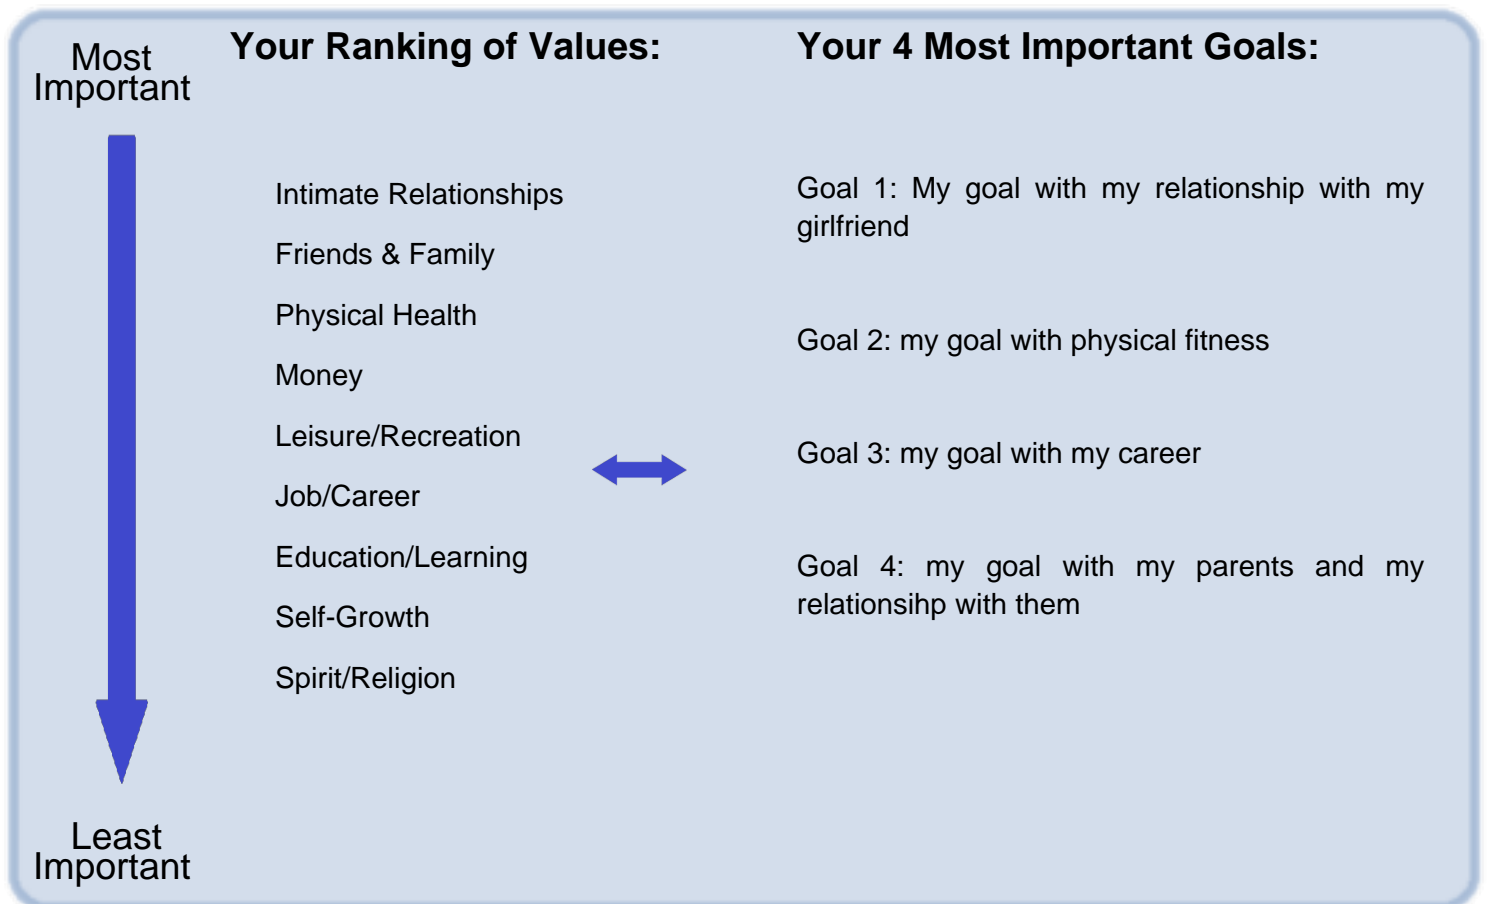 Most
Important
Your Ranking of Values:
Intimate Relationships
Friends & Family
Physical Health
Money
Leisure/Recreation
Job/Career
Education/Learning
Self-Growth
Spirit/Religion
Least
Important
Your 4 Most Important Goals:
Goal 1: My goal with my relationship with my
girlfriend
Goal 2: my goal with physical fitness
Goal 3: my goal with my career
Goal 4: my goal with my parents and my
relationsihp with them